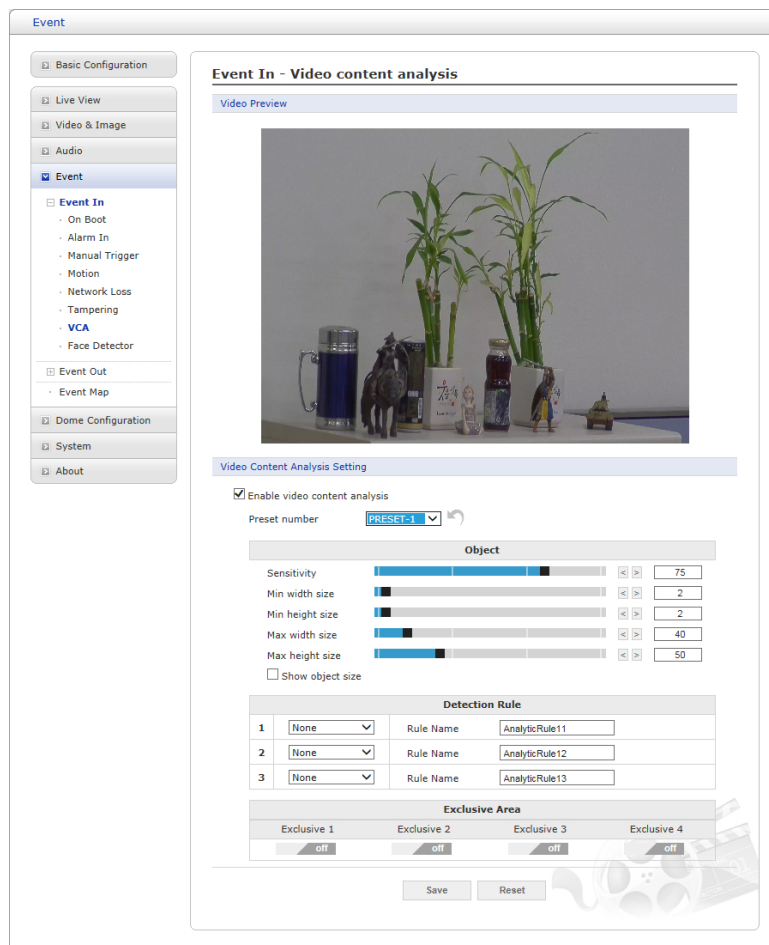 Event
Basic Configuration
Live View
Video & Image
Audio
Event
Event In
On Boot
Alarm In
Manual Trigger
Motion
Network Loss
Tampering
VCA
Face Detector
Event Out
Event Map
Dome Configuration
System
About
Event In - Video content analysis
Video Preview
Video Content Analysis Setting
Enable video content analysis
Preset number PRESET-1
Object
Sensitivity < > 75
Min width size < > 2
Min height size < > 2
Max width size < > 40
Max height size < > 50
Show object size
Detection Rule
1 None Rule Name AnalyticRule11
2 None Rule Name AnalyticRule12
3 None Rule Name AnalyticRule13
Exclusive Area
Exclusive 1 Exclusive 2 Exclusive 3 Exclusive 4
off off off off
Save Reset